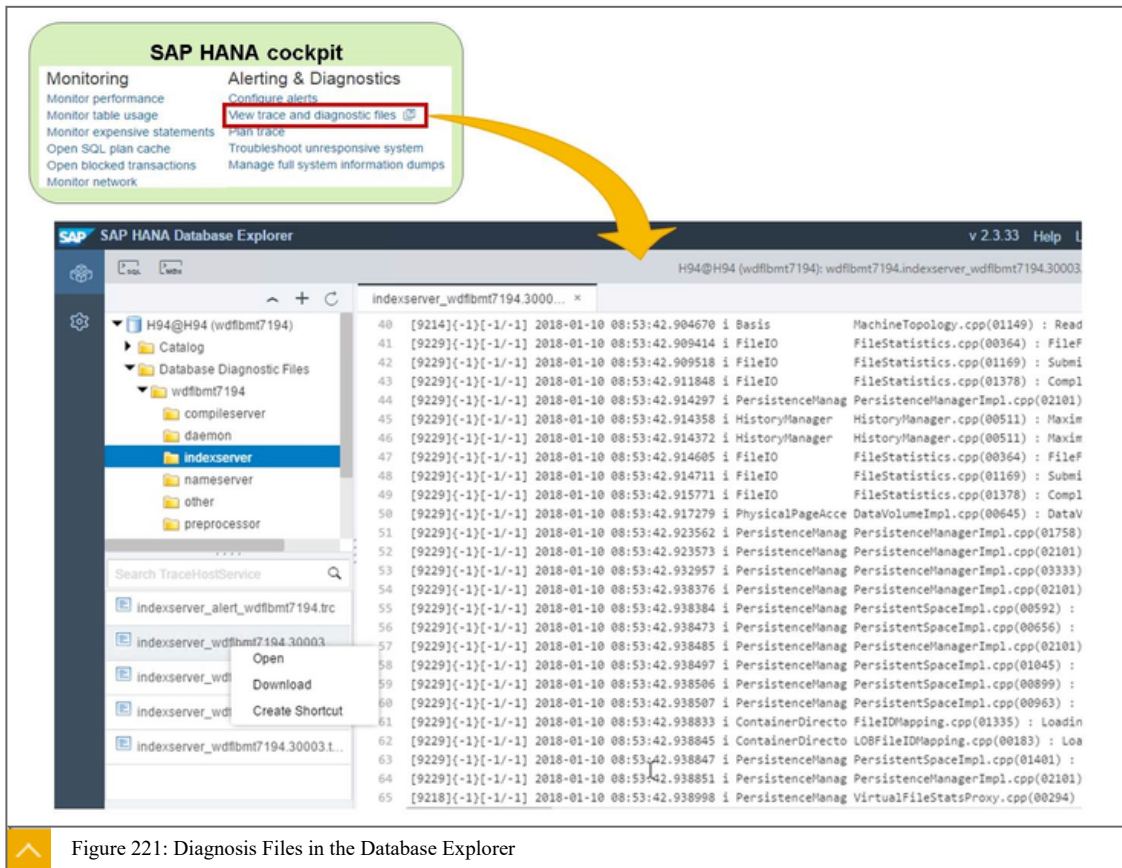 SAP HANA cockpit
Monitoring
Monitor performance
Monitor table usage
Monitor expensive statements
Open SQL plan cache
Open blocked transactions
Monitor network
Alerting & Diagnostics
Configure alerts
View trace and diagnostic files
Plan trace
Troubleshoot unresponsive system
Manage full system information dumps
SAP SAP HANA Database Explorer v 2.3.33 Help L
SQL MDX H94@H94 (wdflbmt7194): wdflbmt7194.indexserver_wdflbmt7194.30003.
H94@H94 (wdflbmt7194)
Catalog
Database Diagnostic Files
wdflbmt7194
compileserver
daemon
indexserver
nameserver
other
preprocessor
Search TraceHostService
indexserver_alert_wdflbmt7194.trc
indexserver_wdflbmt7194.30003
indexserver_wdf
indexserver_wdf
indexserver_wdflbmt7194.30003.t...
Open
Download
Create Shortcut
indexserver_wdflbmt7194.3000... ×
40 [9214]{-1}[-1/-1] 2018-01-10 08:53:42.904670 i Basis MachineTopology.cpp(01149) : Read
41 [9229]{-1}[-1/-1] 2018-01-10 08:53:42.909414 i FileIO FileStatistics.cpp(00364) : FileF
42 [9229]{-1}[-1/-1] 2018-01-10 08:53:42.909518 i FileIO FileStatistics.cpp(01169) : Submi
43 [9229]{-1}[-1/-1] 2018-01-10 08:53:42.911848 i FileIO FileStatistics.cpp(01378) : Compl
44 [9229]{-1}[-1/-1] 2018-01-10 08:53:42.914297 i PersistenceManag PersistenceManagerImpl.cpp(02101)
45 [9229]{-1}[-1/-1] 2018-01-10 08:53:42.914358 i HistoryManager HistoryManager.cpp(00511) : Maxim
46 [9229]{-1}[-1/-1] 2018-01-10 08:53:42.914372 i HistoryManager HistoryManager.cpp(00511) : Maxim
47 [9229]{-1}[-1/-1] 2018-01-10 08:53:42.914605 i FileIO FileStatistics.cpp(00364) : FileF
48 [9229]{-1}[-1/-1] 2018-01-10 08:53:42.914711 i FileIO FileStatistics.cpp(01169) : Submi
49 [9229]{-1}[-1/-1] 2018-01-10 08:53:42.915771 i FileIO FileStatistics.cpp(01378) : Compl
50 [9229]{-1}[-1/-1] 2018-01-10 08:53:42.917279 i PhysicalPageAcce DataVolumeImpl.cpp(00645) : DataV
51 [9229]{-1}[-1/-1] 2018-01-10 08:53:42.923562 i PersistenceManag PersistenceManagerImpl.cpp(01758)
52 [9229]{-1}[-1/-1] 2018-01-10 08:53:42.923573 i PersistenceManag PersistenceManagerImpl.cpp(02101)
53 [9229]{-1}[-1/-1] 2018-01-10 08:53:42.932957 i PersistenceManag PersistenceManagerImpl.cpp(03333)
54 [9229]{-1}[-1/-1] 2018-01-10 08:53:42.938376 i PersistenceManag PersistenceManagerImpl.cpp(02101)
55 [9229]{-1}[-1/-1] 2018-01-10 08:53:42.938384 i PersistenceManag PersistentSpaceImpl.cpp(00592) :
56 [9229]{-1}[-1/-1] 2018-01-10 08:53:42.938473 i PersistenceManag PersistentSpaceImpl.cpp(00656) :
57 [9229]{-1}[-1/-1] 2018-01-10 08:53:42.938485 i PersistenceManag PersistenceManagerImpl.cpp(02101)
58 [9229]{-1}[-1/-1] 2018-01-10 08:53:42.938497 i PersistenceManag PersistentSpaceImpl.cpp(01045) :
59 [9229]{-1}[-1/-1] 2018-01-10 08:53:42.938506 i PersistenceManag PersistentSpaceImpl.cpp(00899) :
60 [9229]{-1}[-1/-1] 2018-01-10 08:53:42.938507 i PersistenceManag PersistentSpaceImpl.cpp(00963) :
61 [9229]{-1}[-1/-1] 2018-01-10 08:53:42.938833 i ContainerDirecto FileIDMapping.cpp(01335) : Loadin
62 [9229]{-1}[-1/-1] 2018-01-10 08:53:42.938845 i ContainerDirecto LOBFileIDMapping.cpp(00183) : Loa
63 [9229]{-1}[-1/-1] 2018-01-10 08:53:42.938847 i PersistenceManag PersistentSpaceImpl.cpp(01401) :
64 [9229]{-1}[-1/-1] 2018-01-10 08:53:42.938851 i PersistenceManag PersistenceManagerImpl.cpp(02101)
65 [9218]{-1}[-1/-1] 2018-01-10 08:53:42.938998 i PersistenceManag VirtualFileStatsProxy.cpp(00294)
Figure 221: Diagnosis Files in the Database Explorer